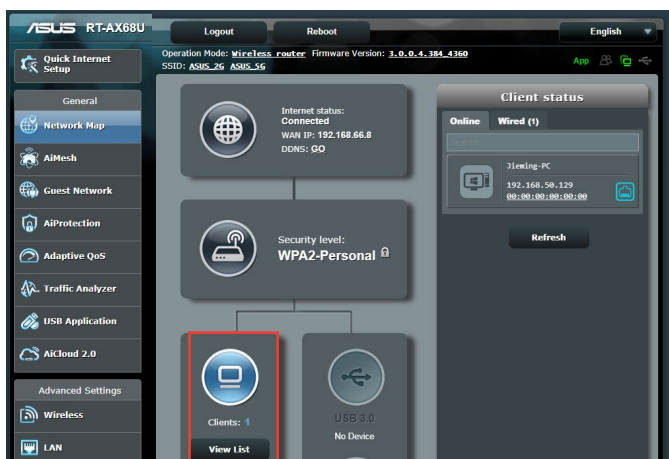 ASUS RT-AX68U
Logout
Reboot
English
Quick Internet
Setup
Operation Mode: Wireless router Firmware Version: 3.0.0.4.384_4360
SSID: ASUS_2G ASUS_5G
App
General
Network Map
AiMesh
Guest Network
AiProtection
Adaptive QoS
Traffic Analyzer
USB Application
AiCloud 2.0
Advanced Settings
Wireless
LAN
Internet status:
Connected
WAN IP: 192.168.66.8
DDNS: GO
Security level:
WPA2-Personal
Clients: 1
View List
USB 3.0
No Device
Client status
Online Wired (1)
Jieming-PC
192.168.50.129
00:00:00:00:00:00
Refresh